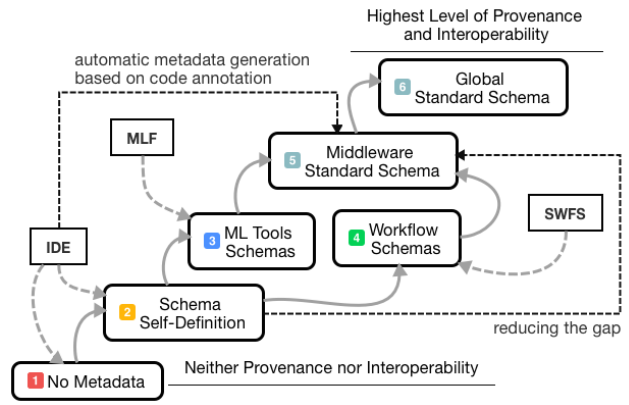 Highest Level of Provenance
and Interoperability
automatic metadata generation
based on code annotation
6 Global
Standard Schema
MLF
5 Middleware
Standard Schema
SWFS
3 ML Tools
Schemas
4 Workflow
Schemas
IDE
2 Schema
Self-Definition
reducing the gap
1 No Metadata
Neither Provenance nor Interoperability